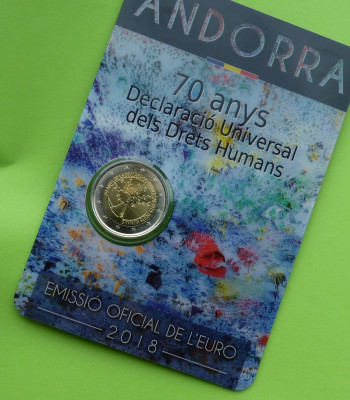 ANDORRA
70 anys
Declaració Universal
dels Drets Humans
EMISSIÓ OFICIAL DE L'EURO
2018